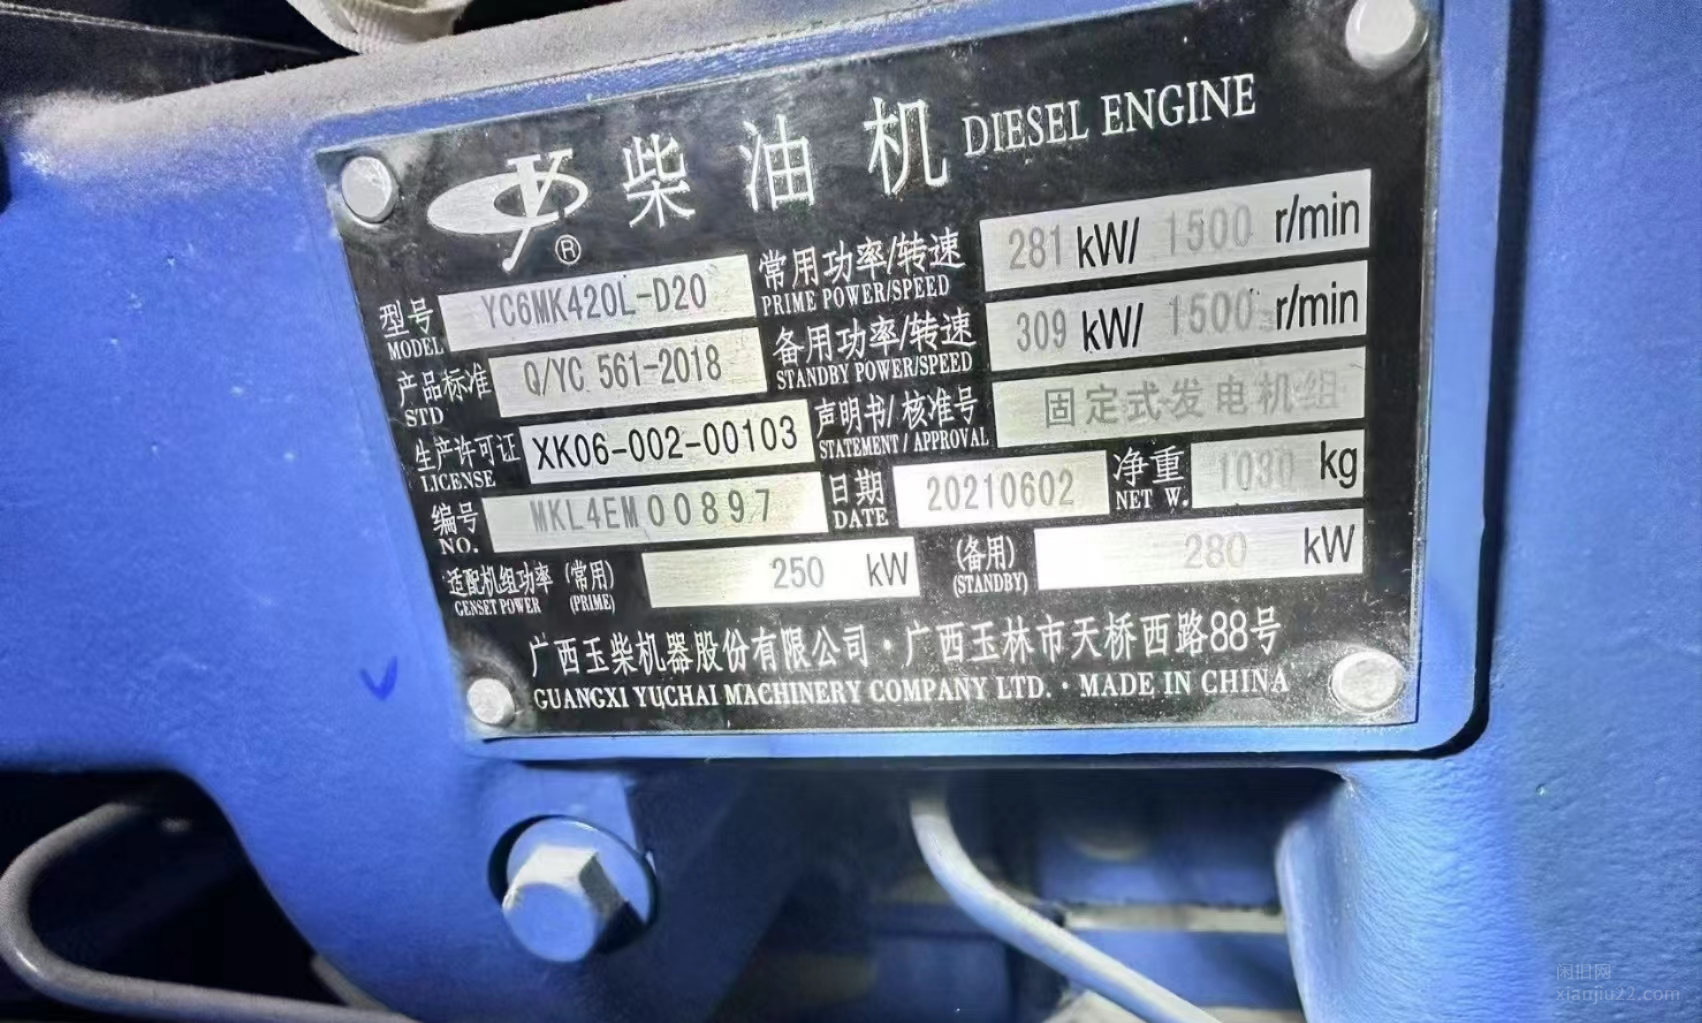 柴油机 DIESEL ENGINE
®
型号 MODEL YC6MK420L-D20 常用功率/转速 PRIME POWER/SPEED 281 kW/ 1500 r/min
产品标准 STD Q/YC 561-2018 备用功率/转速 STANDBY POWER/SPEED 309 kW/ 1500 r/min
生产许可证 LICENSE XK06-002-00103 声明书/核准号 STATEMENT/APPROVAL 固定式发电机组
编号 NO. MKL4EM00897 日期 DATE 20210602 净重 NET W. 1030 kg
适配机组功率 GENSET POWER (常用) (PRIME) 250 kW (备用) (STANDBY) 280 kW
广西玉柴机器股份有限公司·广西玉林市天桥西路88号
GUANGXI YUCHAI MACHINERY COMPANY LTD. · MADE IN CHINA
闲旧网
xiaujiu22.com